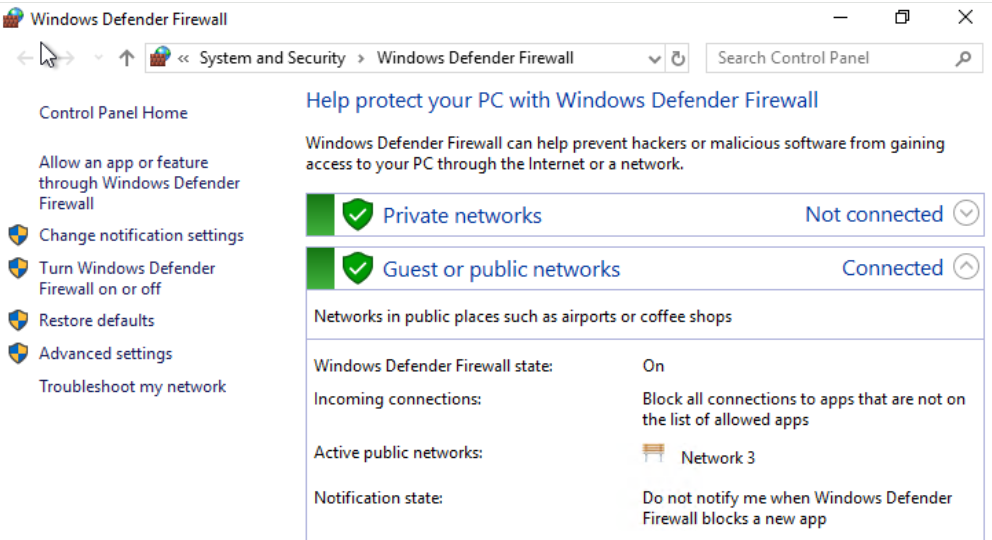 Windows Defender Firewall
« System and Security > Windows Defender Firewall
Search Control Panel
Control Panel Home
Allow an app or feature
through Windows Defender
Firewall
Change notification settings
Turn Windows Defender
Firewall on or off
Restore defaults
Advanced settings
Troubleshoot my network
Help protect your PC with Windows Defender Firewall
Windows Defender Firewall can help prevent hackers or malicious software from gaining
access to your PC through the Internet or a network.
Private networks Not connected
Guest or public networks Connected
Networks in public places such as airports or coffee shops
Windows Defender Firewall state: On
Incoming connections: Block all connections to apps that are not on
the list of allowed apps
Active public networks: Network 3
Notification state: Do not notify me when Windows Defender
Firewall blocks a new app